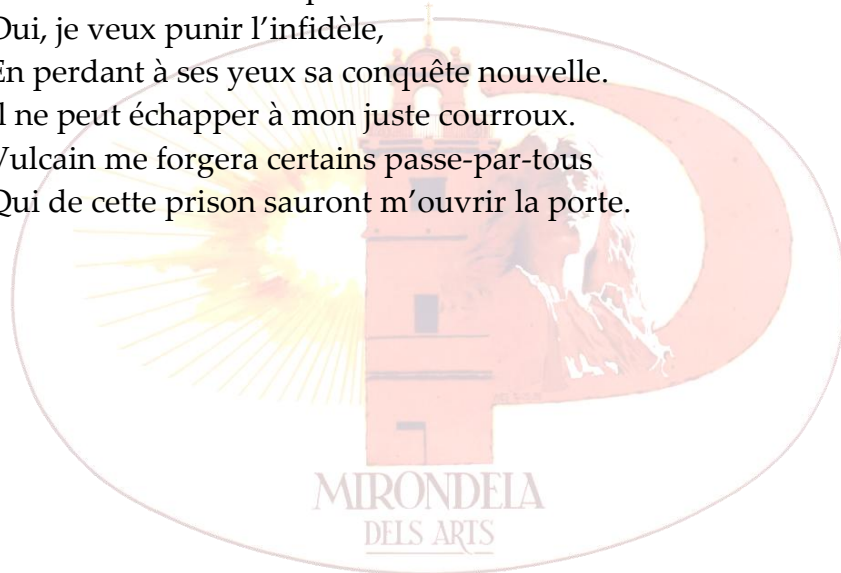 Oui, je veux punir l’infidèle,
En perdant à ses yeux sa conquête nouvelle.
Il ne peut échapper à mon juste courroux.
Vulcain me forgera certains passe-par-tous
Qui de cette prison sauront m’ouvrir la porte.
MIRONDELA
DELS ARTS